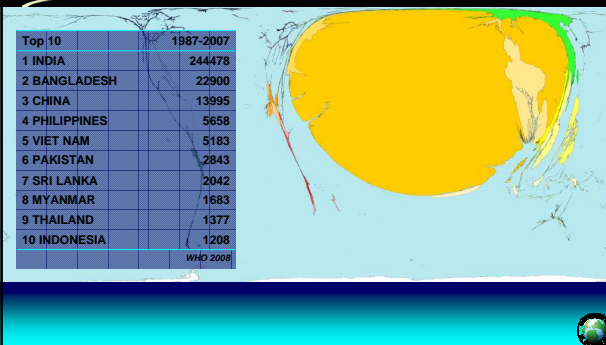 Top 10 1987-2007
1 INDIA 244478
2 BANGLADESH 22900
3 CHINA 13995
4 PHILIPPINES 5658
5 VIET NAM 5183
6 PAKISTAN 2843
7 SRI LANKA 2042
8 MYANMAR 1683
9 THAILAND 1377
10 INDONESIA 1208
WHO 2008